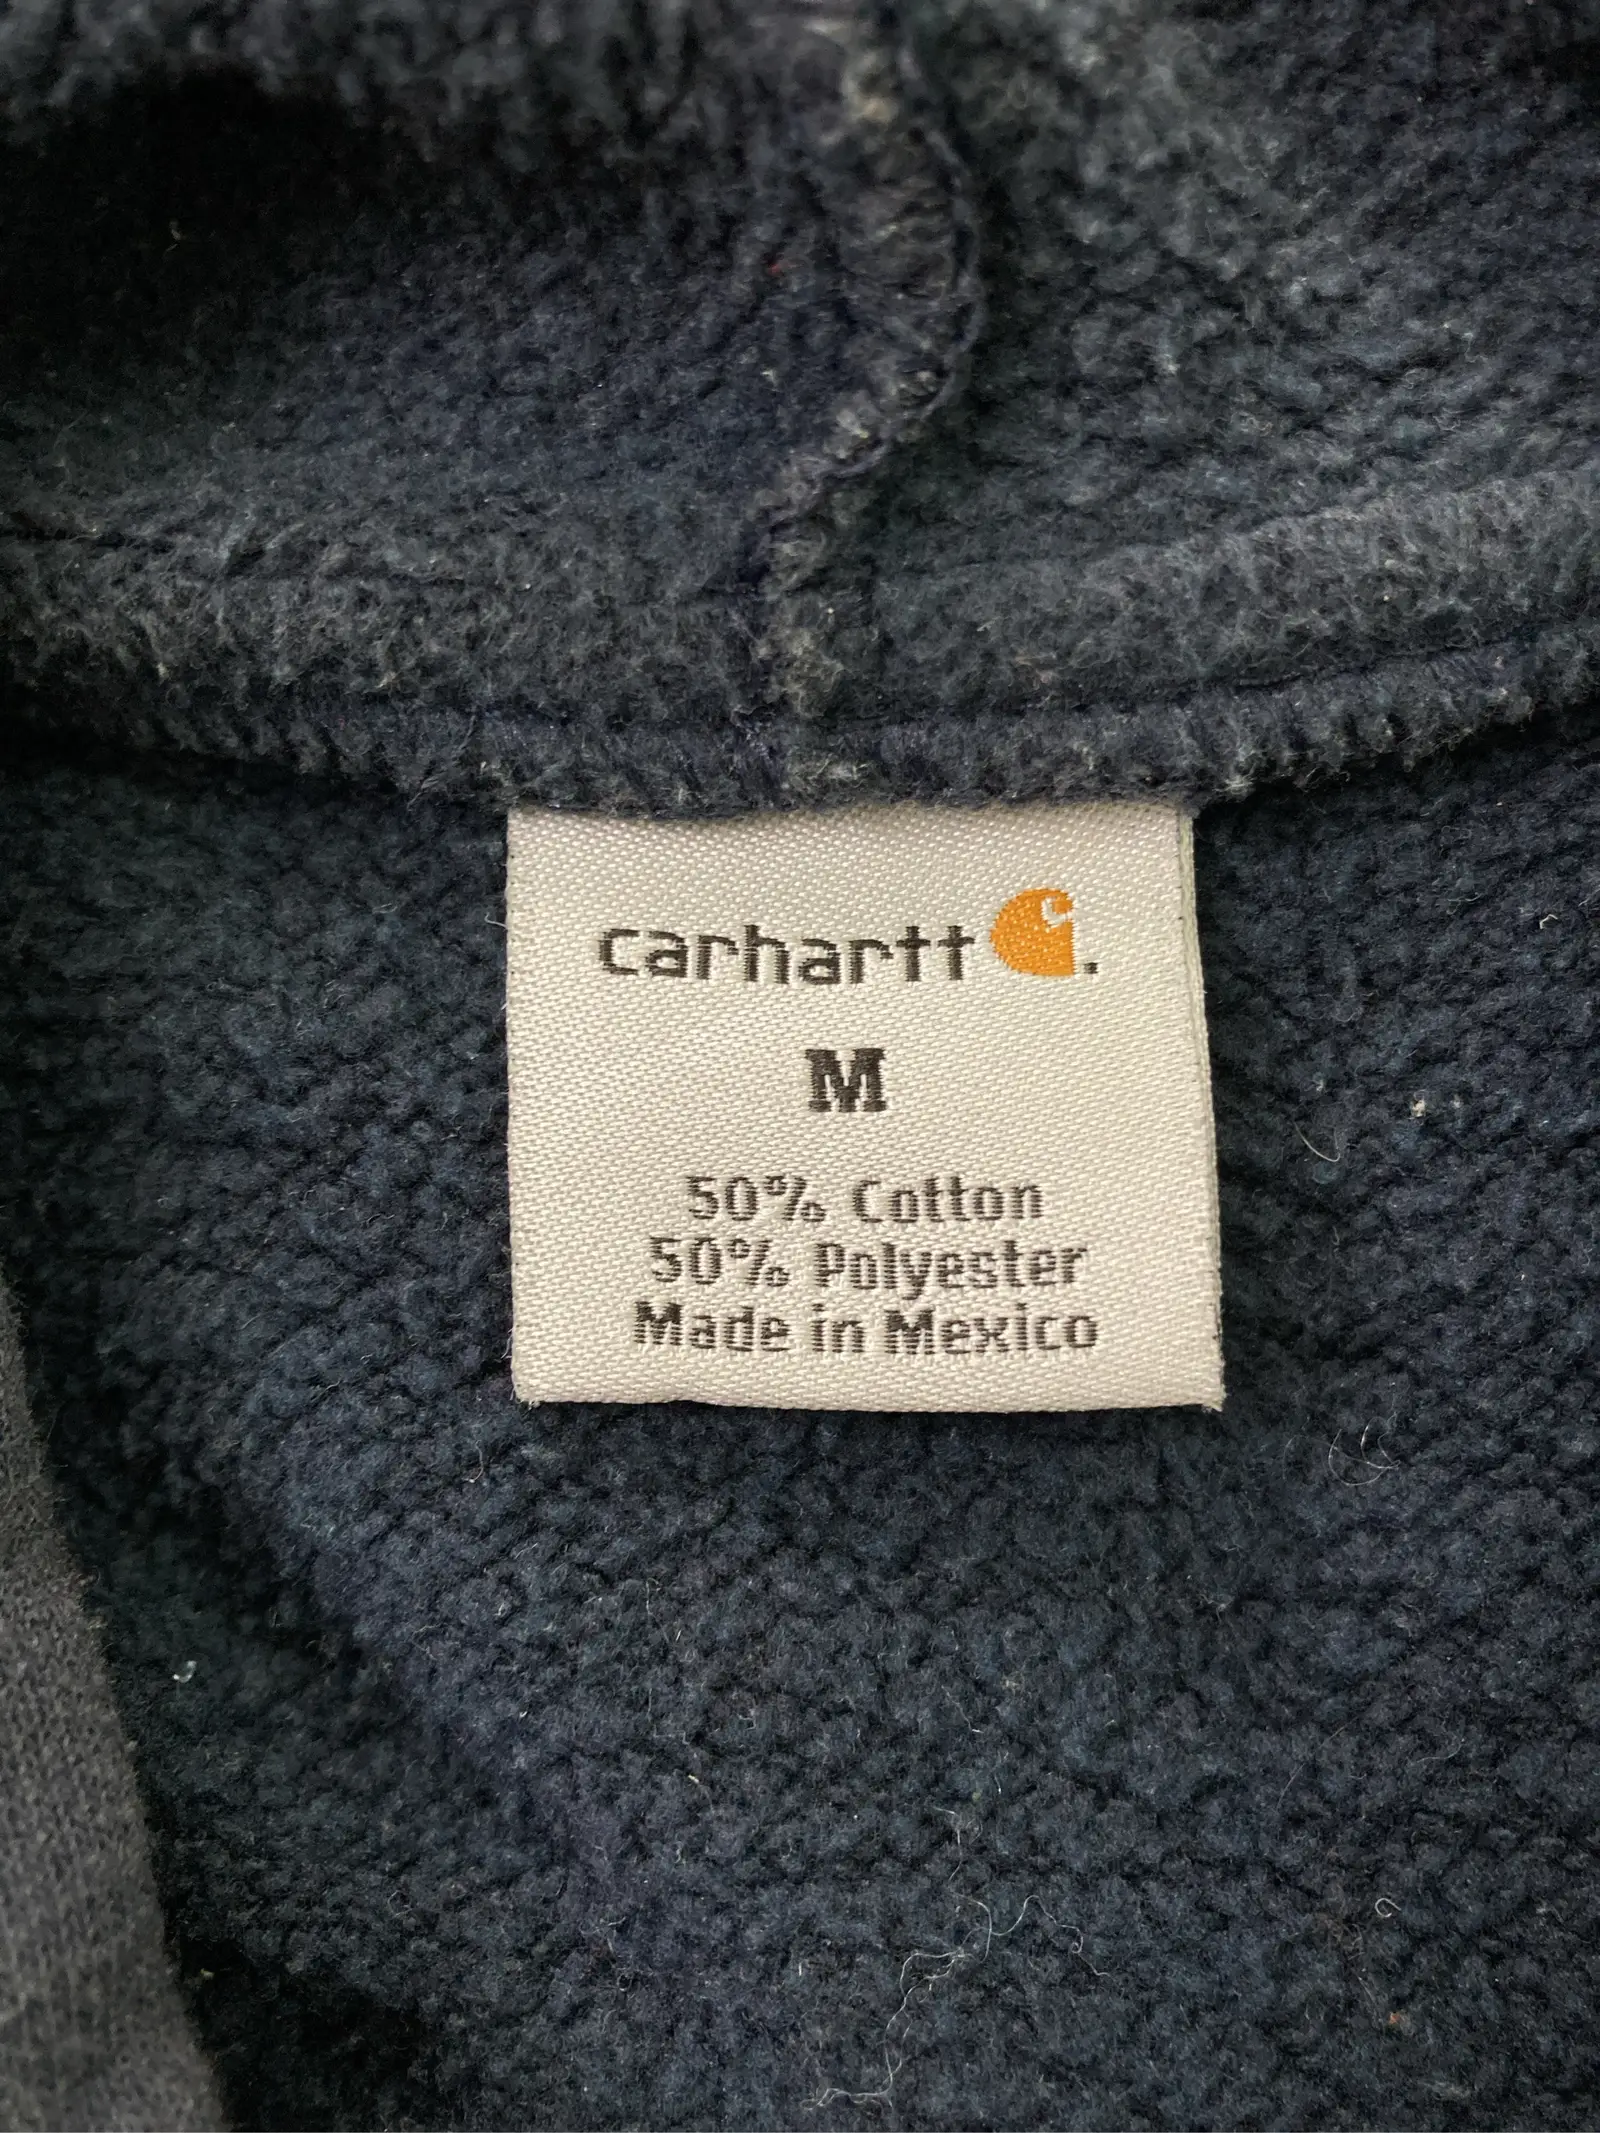 carhartt.
M
50% Cotton
50% Polyester
Made in Mexico